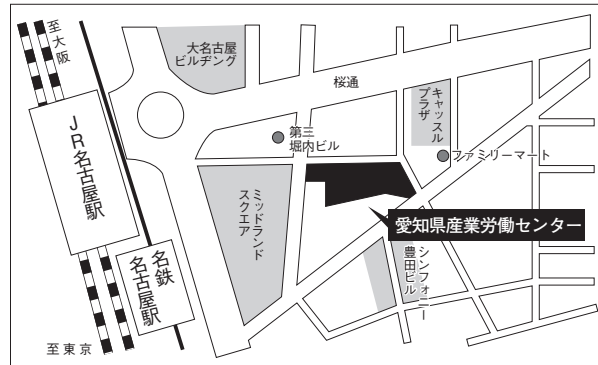 至大阪
大名古屋
ビルヂング
桜通
キャッスル
プラザ
JR名古屋駅
第三
堀内ビル
ファミリーマート
ミッドランド
スクエア
愛知県産業労働センター
シンフォニー
豊田ビル
名鉄
名古屋駅
至東京